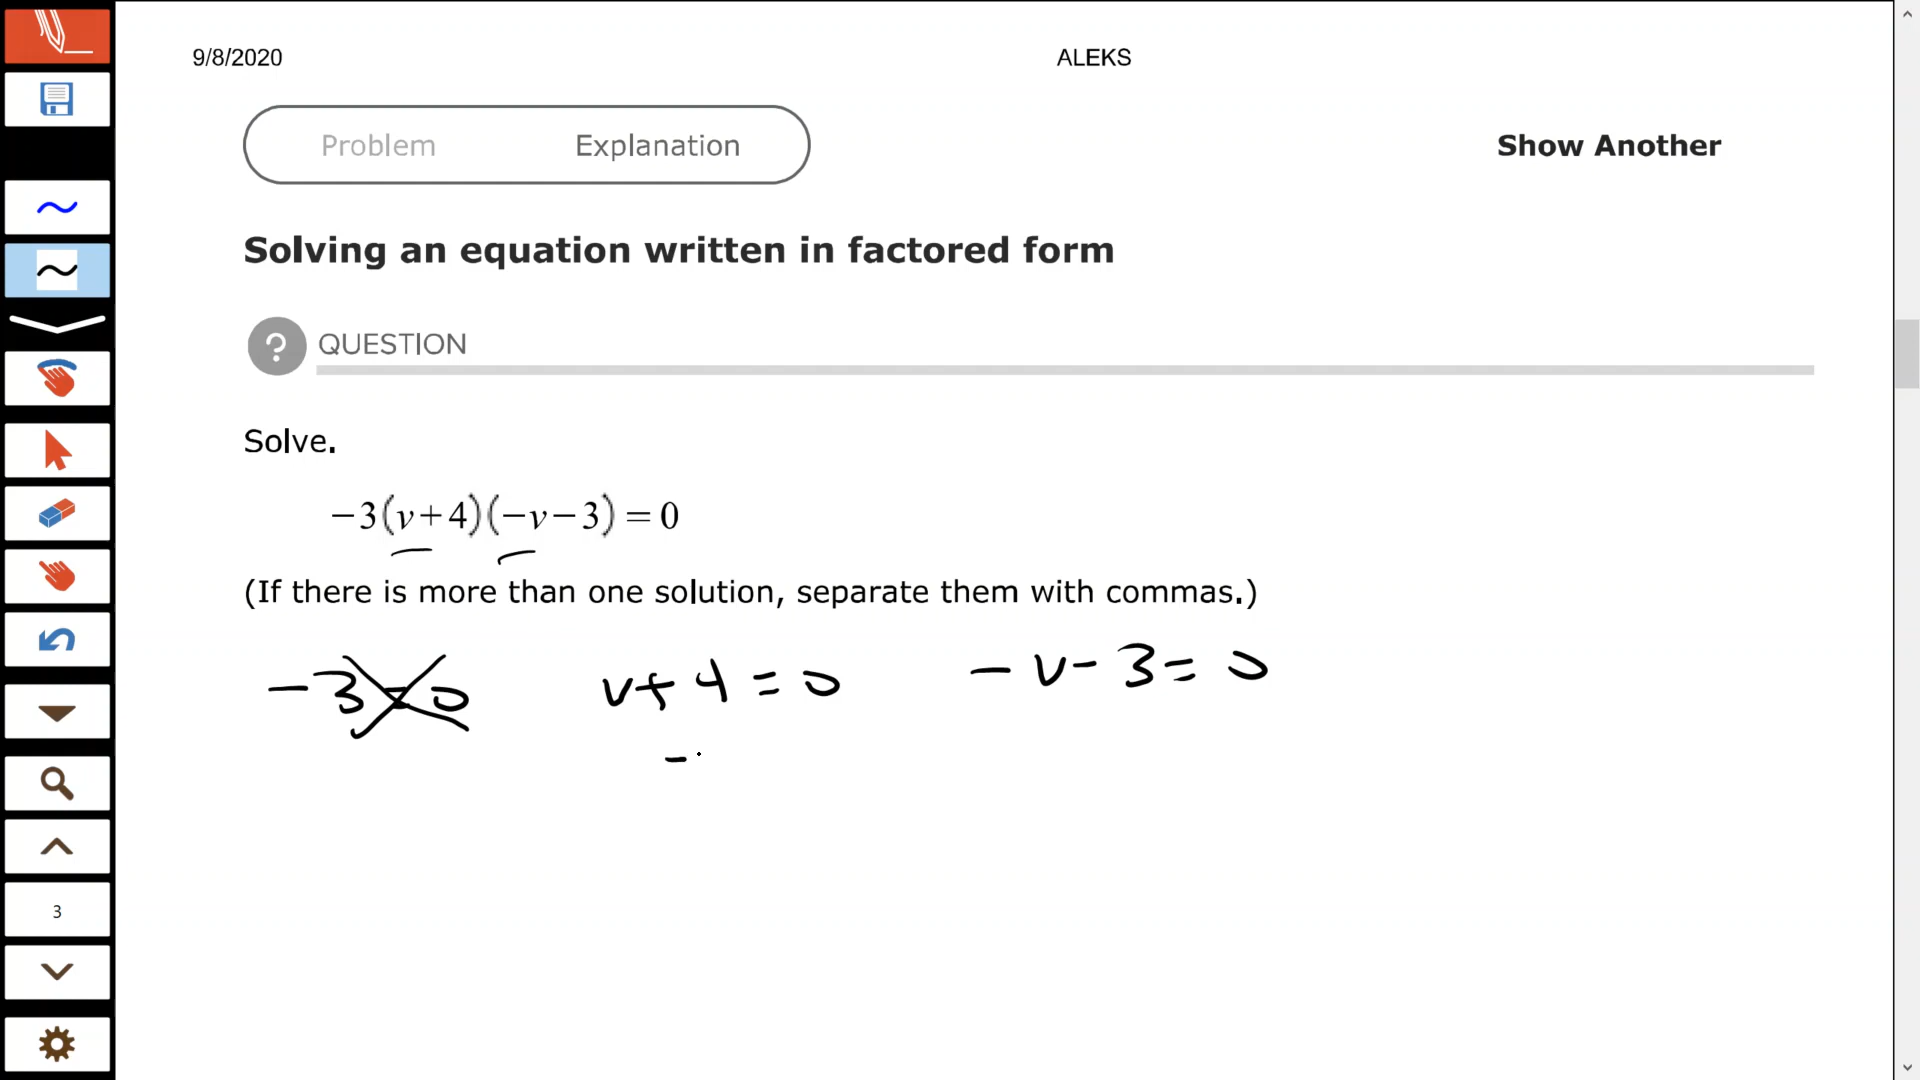 9/8/2020 ALEKS
Problem Explanation Show Another
Solving an equation written in factored form
? QUESTION
Solve.
−3(v+4)(−v−3)=0
(If there is more than one solution, separate them with commas.)
−3=0 v+4=0 −v−3=0
−
3